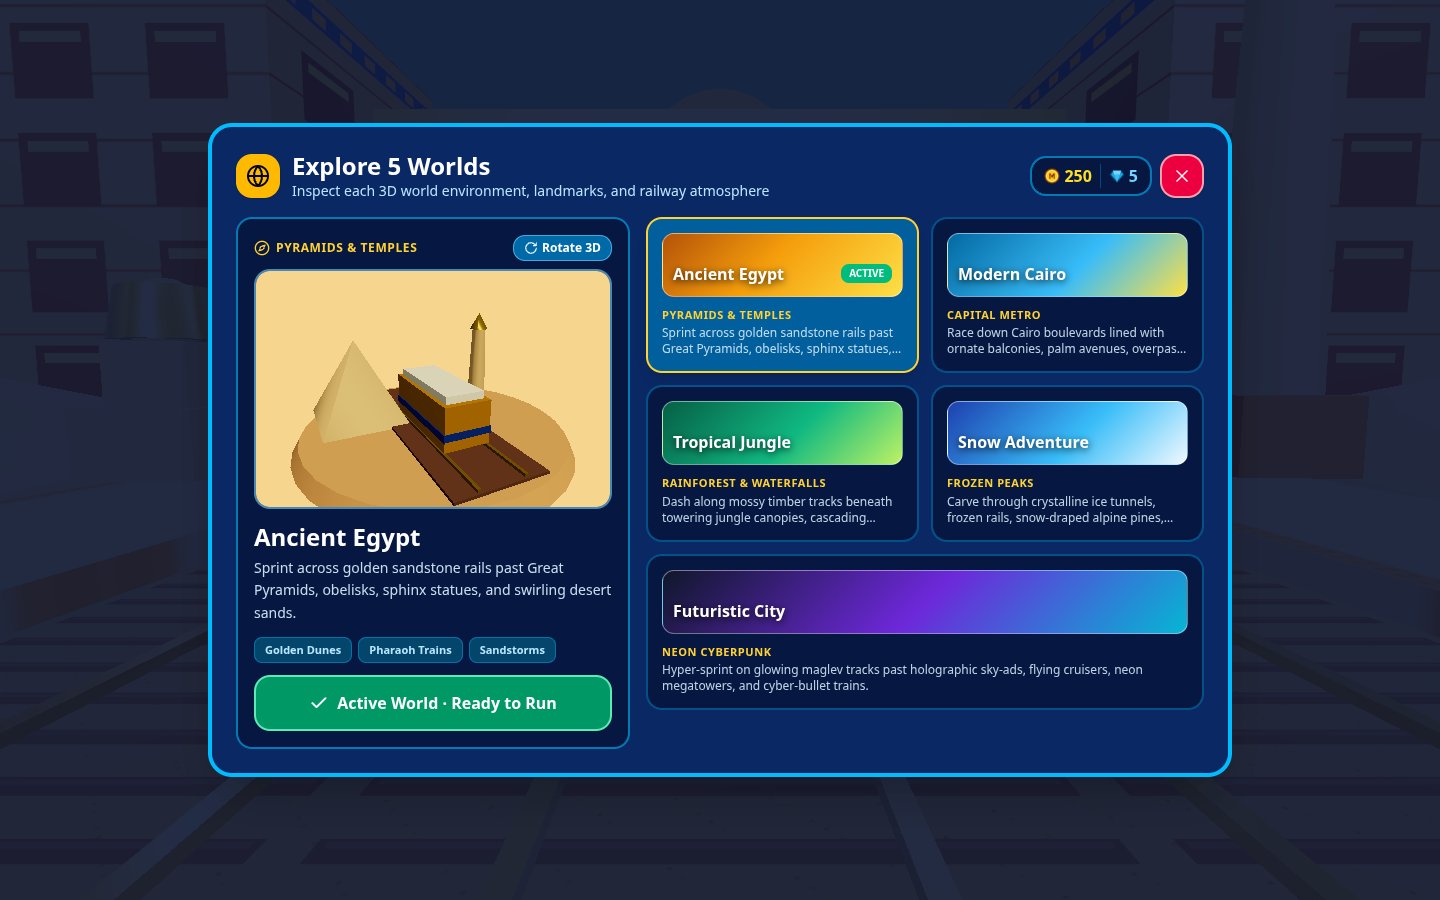 Explore 5 Worlds
Inspect each 3D world environment, landmarks, and railway atmosphere
250
5
PYRAMIDS & TEMPLES
Rotate 3D
Ancient Egypt
Sprint across golden sandstone rails past Great
Pyramids, obelisks, sphinx statues, and swirling desert
sands.
Golden Dunes
Pharaoh Trains
Sandstorms
Active World · Ready to Run
Ancient Egypt
ACTIVE
PYRAMIDS & TEMPLES
Sprint across golden sandstone rails past
Great Pyramids, obelisks, sphinx statues,...
Modern Cairo
CAPITAL METRO
Race down Cairo boulevards lined with
ornate balconies, palm avenues, overpas...
Tropical Jungle
RAINFOREST & WATERFALLS
Dash along mossy timber tracks beneath
towering jungle canopies, cascading...
Snow Adventure
FROZEN PEAKS
Carve through crystalline ice tunnels,
frozen rails, snow-draped alpine pines,...
Futuristic City
NEON CYBERPUNK
Hyper-sprint on glowing maglev tracks past holographic sky-ads, flying cruisers, neon
megatowers, and cyber-bullet trains.